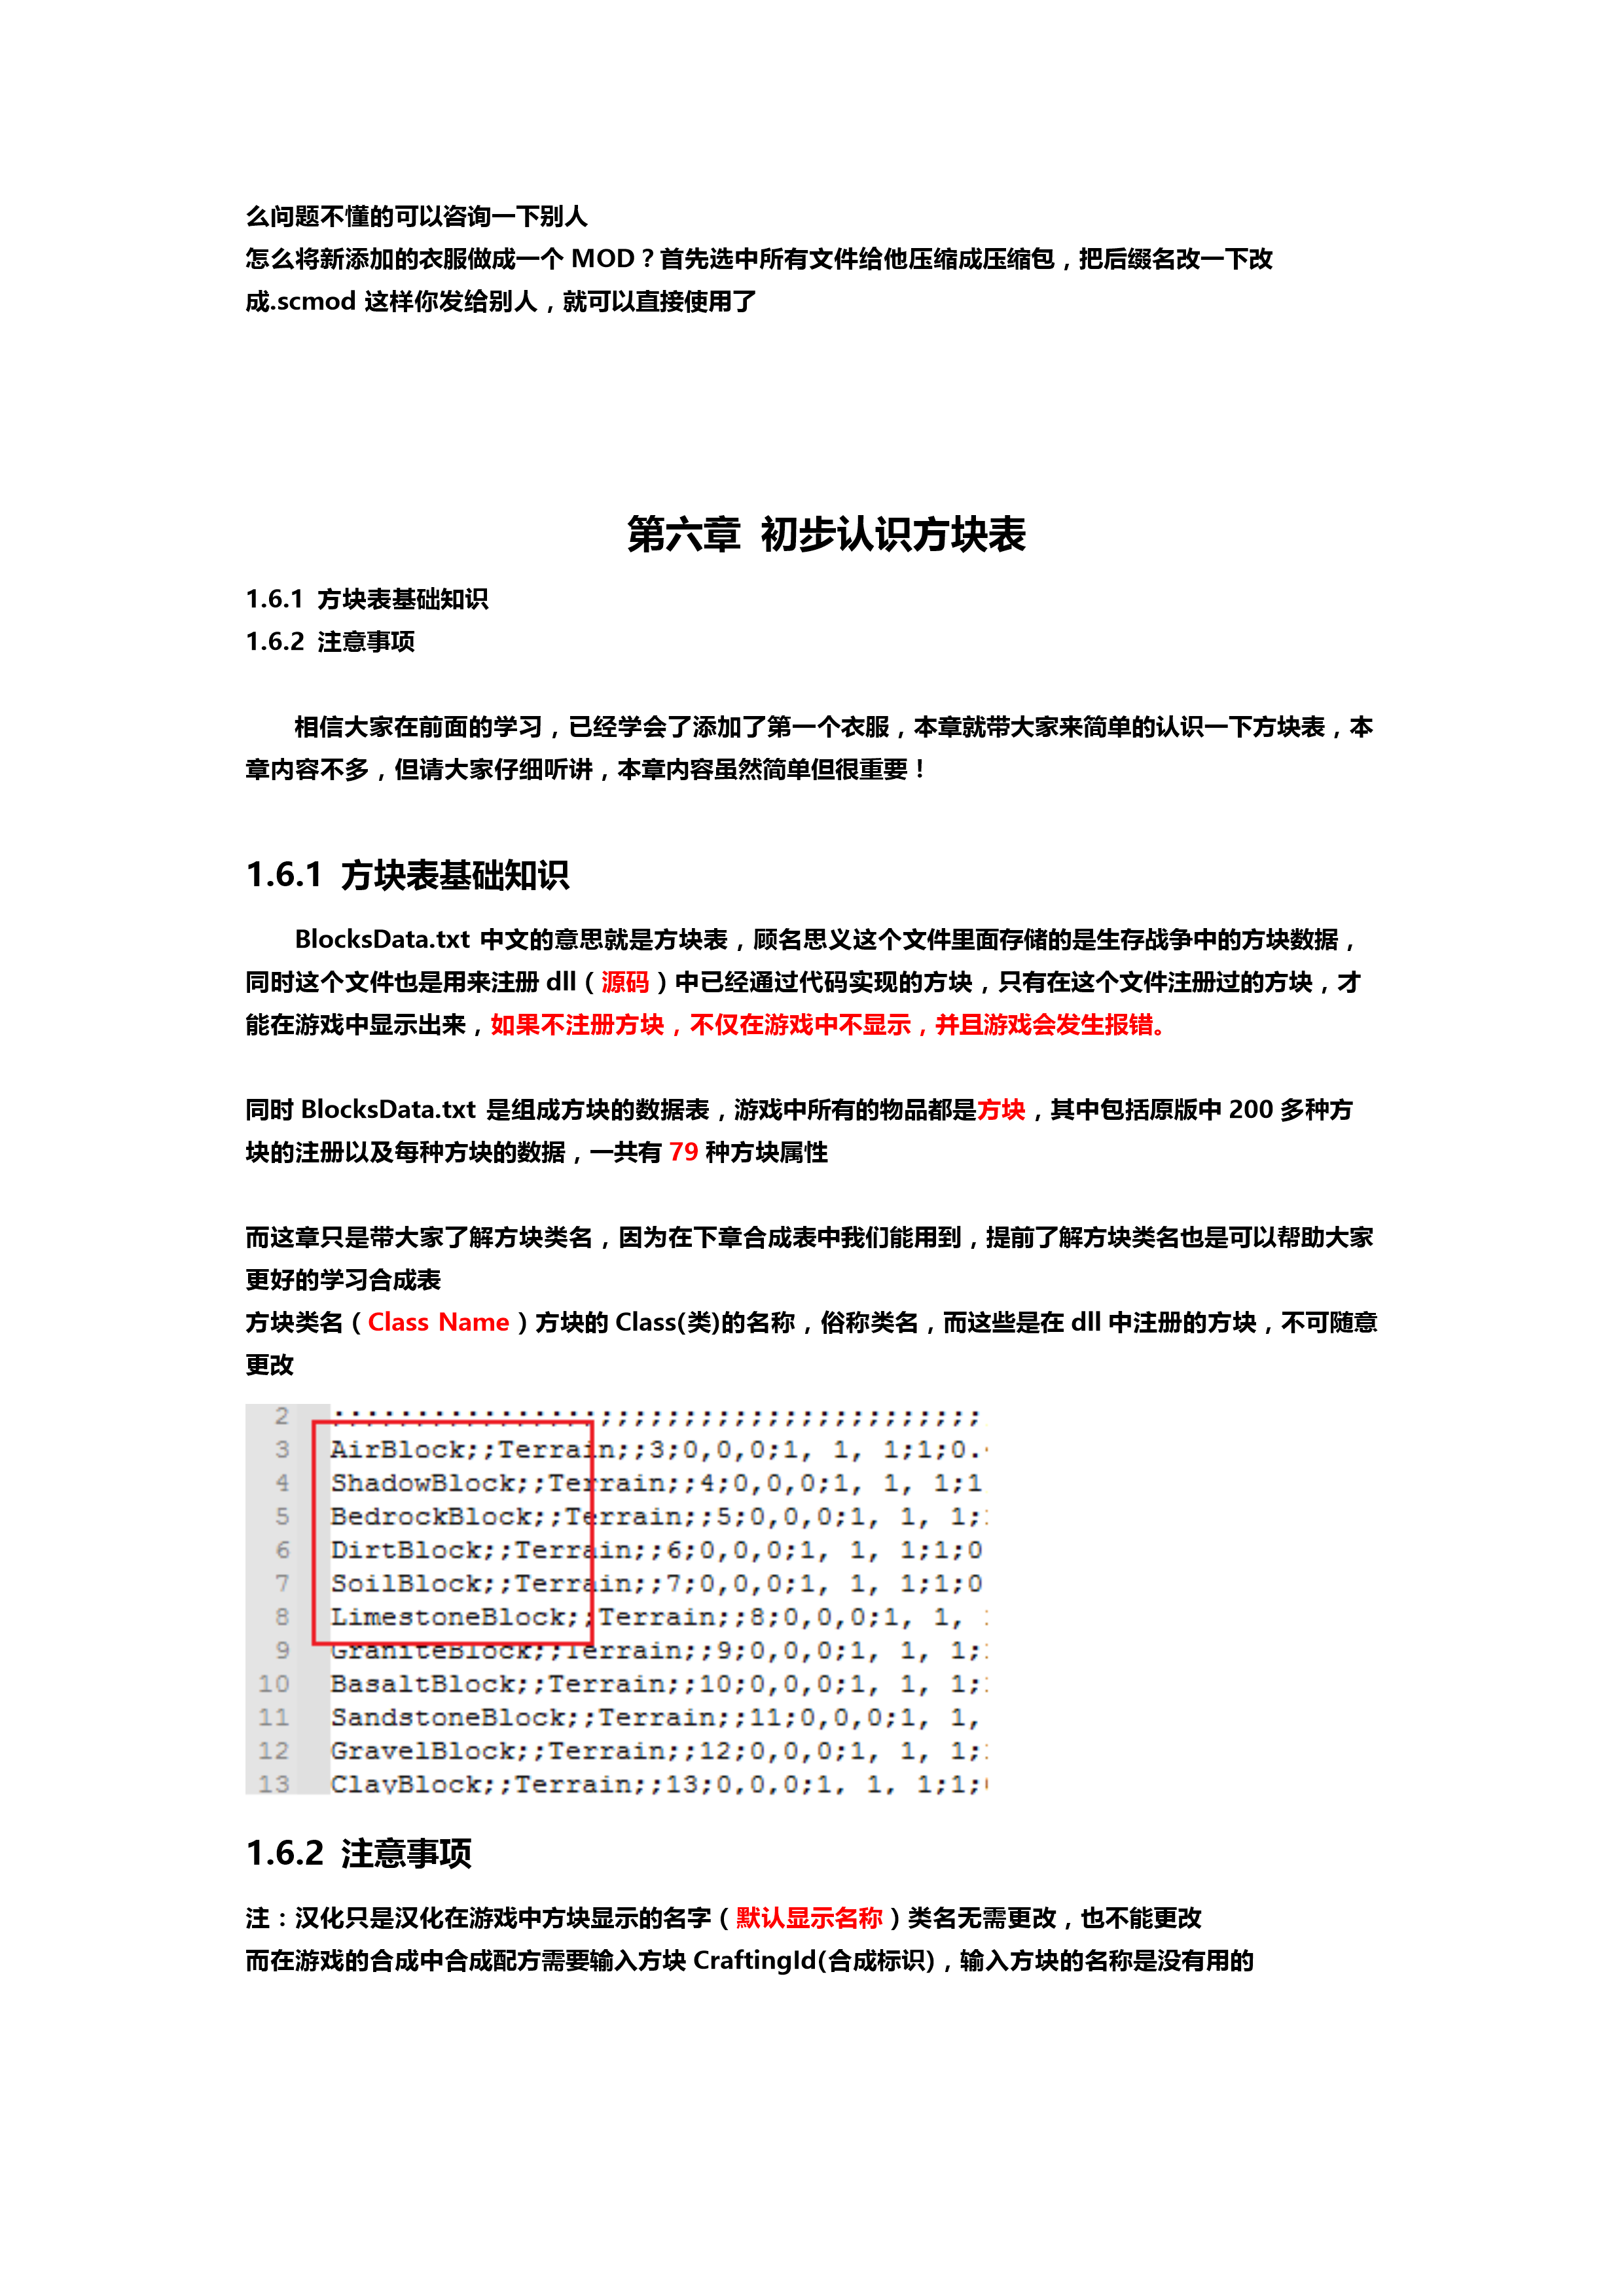 么问题不懂的可以咨询一下别人
怎么将新添加的衣服做成一个 MOD？首先选中所有文件给他压缩成压缩包，把后缀名改一下改
成.scmod 这样你发给别人，就可以直接使用了
第六章 初步认识方块表
1.6.1 方块表基础知识
1.6.2 注意事项
相信大家在前面的学习，已经学会了添加了第一个衣服，本章就带大家来简单的认识一下方块表，本
章内容不多，但请大家仔细听讲，本章内容虽然简单但很重要！
1.6.1 方块表基础知识
BlocksData.txt 中文的意思就是方块表，顾名思义这个文件里面存储的是生存战争中的方块数据，
同时这个文件也是用来注册 dll（源码）中已经通过代码实现的方块，只有在这个文件注册过的方块，才
能在游戏中显示出来，如果不注册方块，不仅在游戏中不显示，并且游戏会发生报错。
同时 BlocksData.txt 是组成方块的数据表，游戏中所有的物品都是方块，其中包括原版中 200 多种方
块的注册以及每种方块的数据，一共有 79 种方块属性
而这章只是带大家了解方块类名，因为在下章合成表中我们能用到，提前了解方块类名也是可以帮助大家
更好的学习合成表
方块类名（Class Name）方块的 Class(类)的名称，俗称类名，而这些是在 dll 中注册的方块，不可随意
更改
2 ;;;;;;;;;;;;;;;;;;;;;;;;;;;;;;;;;;;;;;;
3 AirBlock;;Terrain;;3;0,0,0;1, 1, 1;1;0.
4 ShadowBlock;;Terrain;;4;0,0,0;1, 1, 1;1
5 BedrockBlock;;Terrain;;5;0,0,0;1, 1, 1;
6 DirtBlock;;Terrain;;6;0,0,0;1, 1, 1;1;0
7 SoilBlock;;Terrain;;7;0,0,0;1, 1, 1;1;0
8 LimestoneBlock;;Terrain;;8;0,0,0;1, 1,
9 GraniteBlock;;Terrain;;9;0,0,0;1, 1, 1;
10 BasaltBlock;;Terrain;;10;0,0,0;1, 1, 1;
11 SandstoneBlock;;Terrain;;11;0,0,0;1, 1,
12 GravelBlock;;Terrain;;12;0,0,0;1, 1, 1;
13 ClayBlock;;Terrain;;13;0,0,0;1, 1, 1;1;
1.6.2 注意事项
注：汉化只是汉化在游戏中方块显示的名字（默认显示名称）类名无需更改，也不能更改
而在游戏的合成中合成配方需要输入方块 CraftingId(合成标识)，输入方块的名称是没有用的